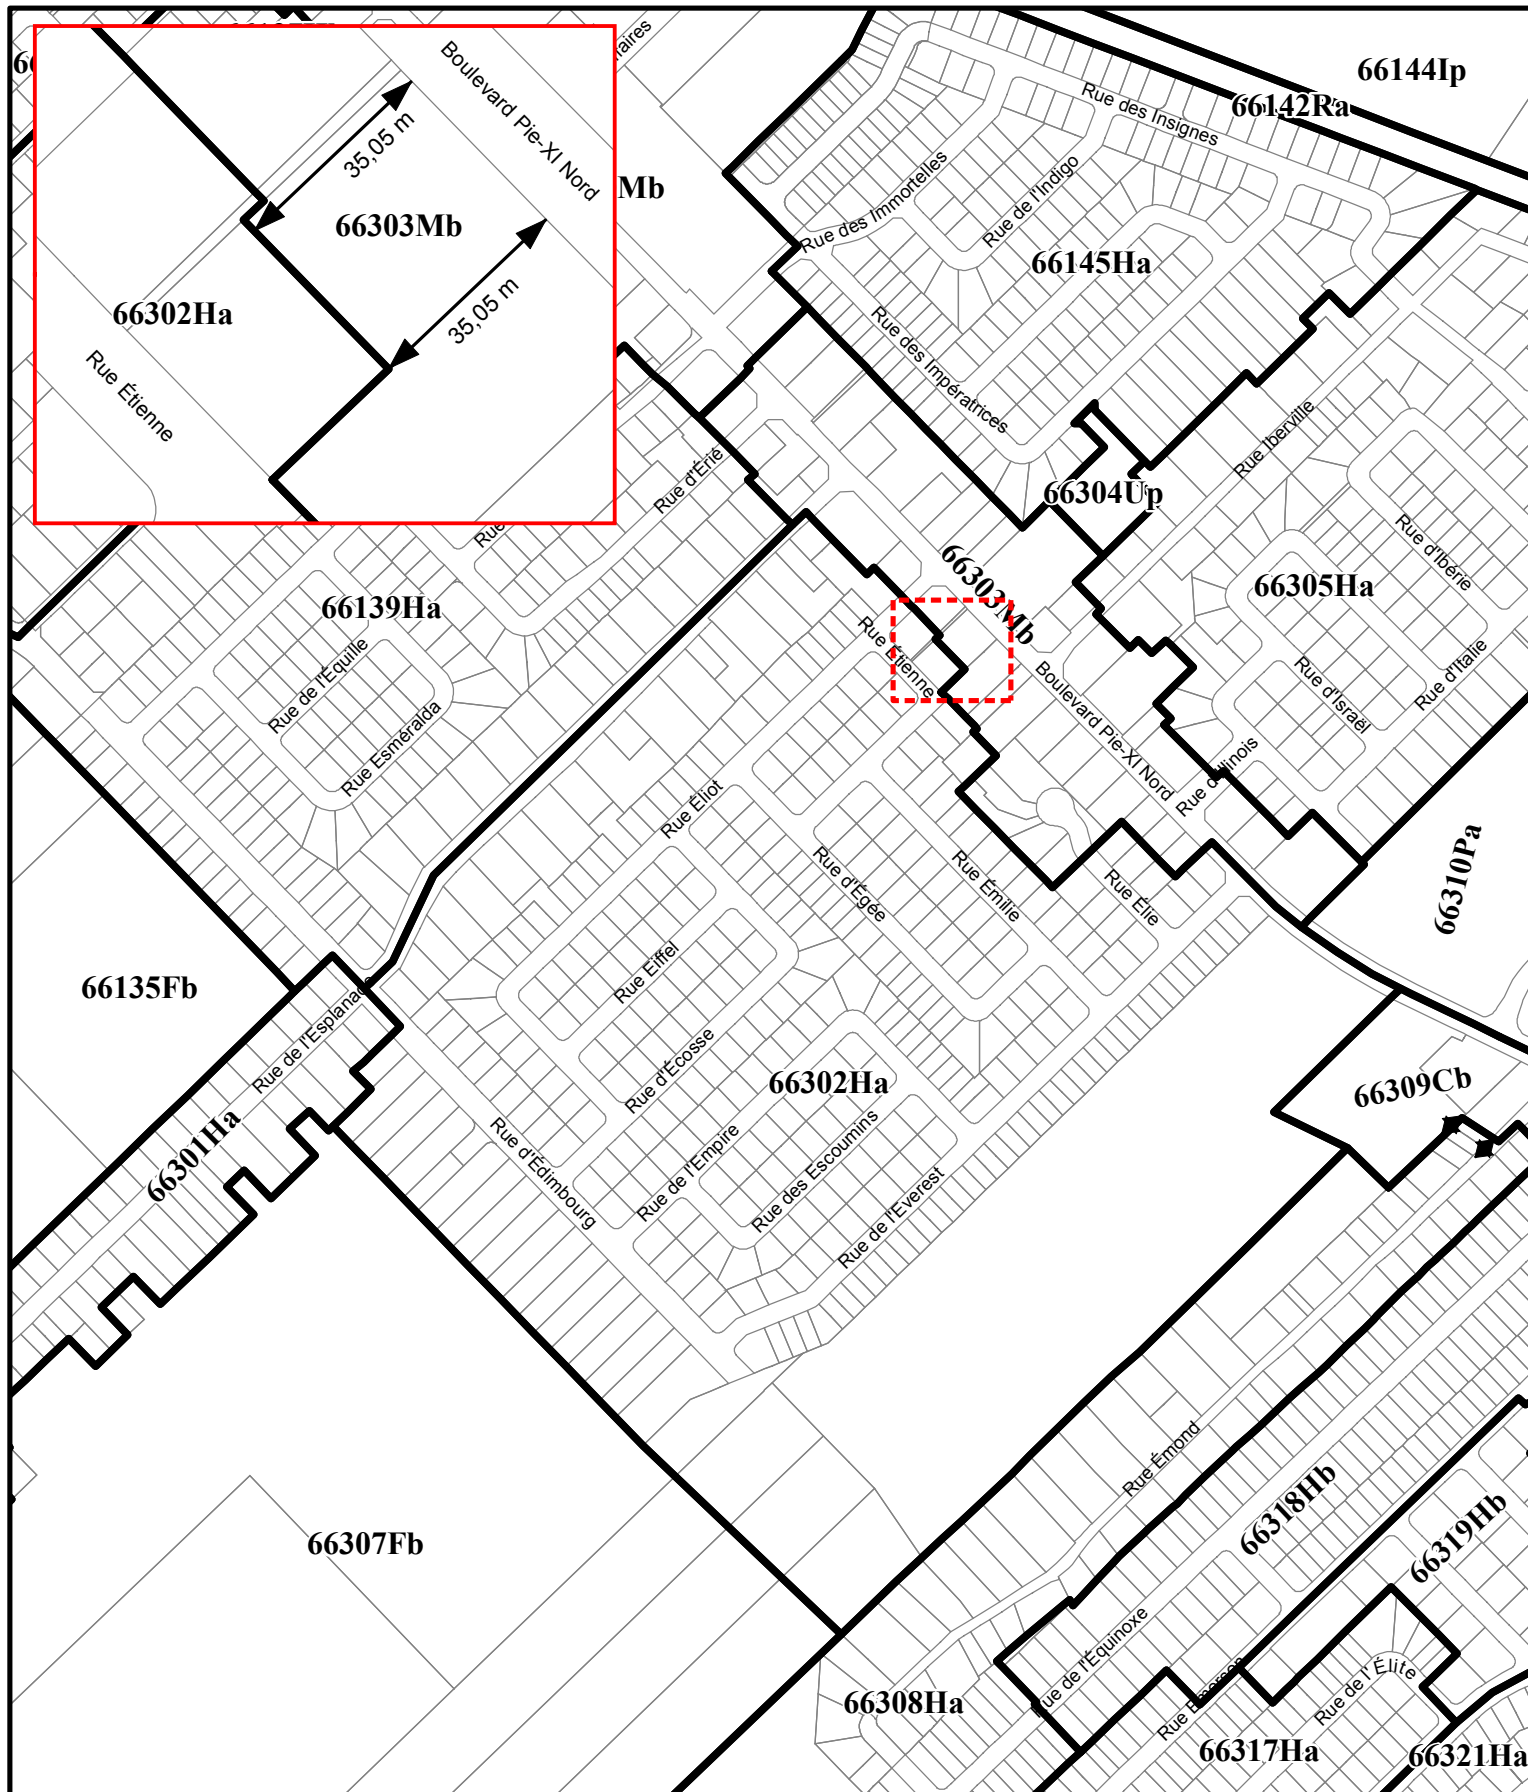 66144Ip
66142Ra
Rue des Insignes
Boulevard Pie-XI Nord
35,05 m
66303Mb
35,05 m
66302Ha
Rue Étienne
Mb
Rue des Immortelles
Rue de l'Indigo
66145Ha
Rue des Impératrices
Rue Iberville
66304Up
Rue d'Érié
Rue
66139Ha
Rue de l'Équille
Rue Esméralda
66303Mb
Rue Étienne
Boulevard Pie-XI Nord
66305Ha
Rue d'Ibérie
Rue d'Italie
Rue d'Israël
66310Pa
Rue Éliot
Rue d'Égée
Rue Émilie
Rue Élie
Rue Eiffel
Rue d'Écosse
66302Ha
Rue de l'Empire
Rue des Escoumins
Rue de l'Everest
Rue d'Édimbourg
66135Fb
66301Ha
66309Cb
66307Fb
Rue Émond
66318Hb
66319Hb
66308Ha
Rue de l'Équinoxe
Rue de l'Élite
66317Ha
66321Ha